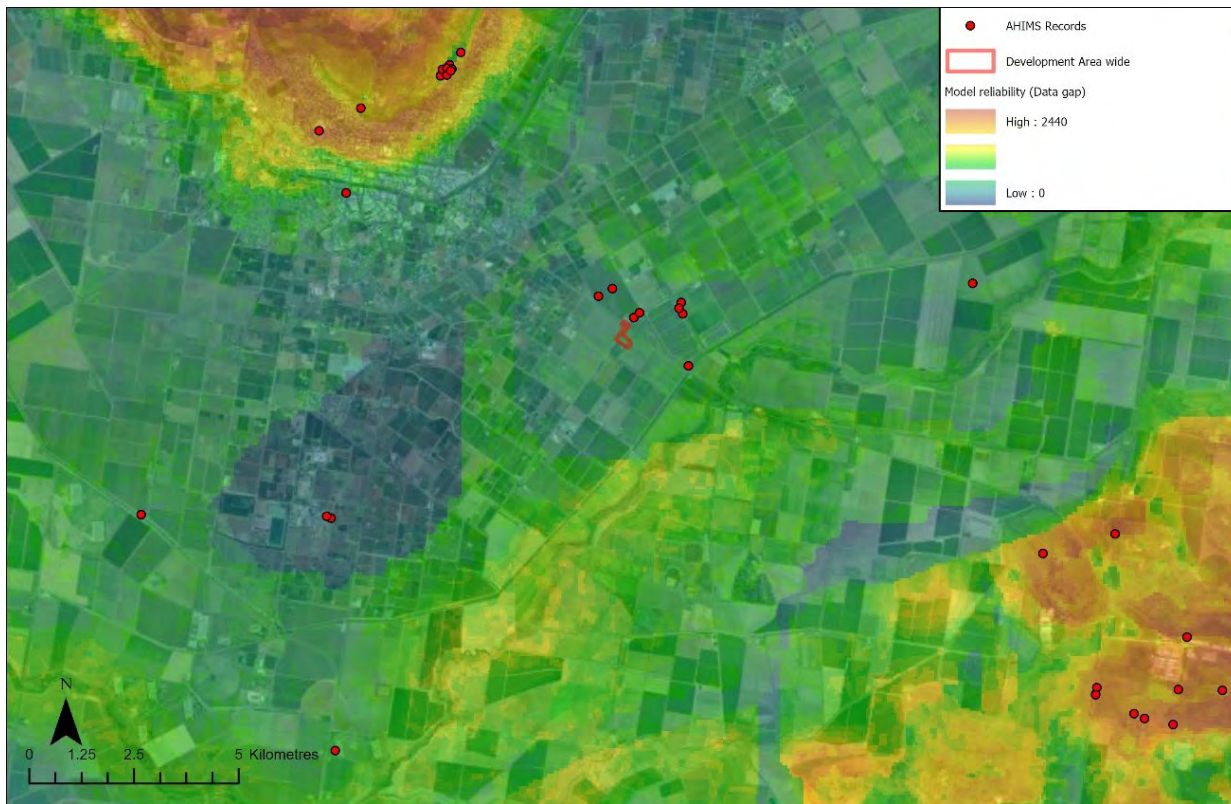 AHIMS Records
Development Area wide
Model reliability (Data gap)
High : 2440
Low : 0
N
0 1.25 2.5 5 Kilometres